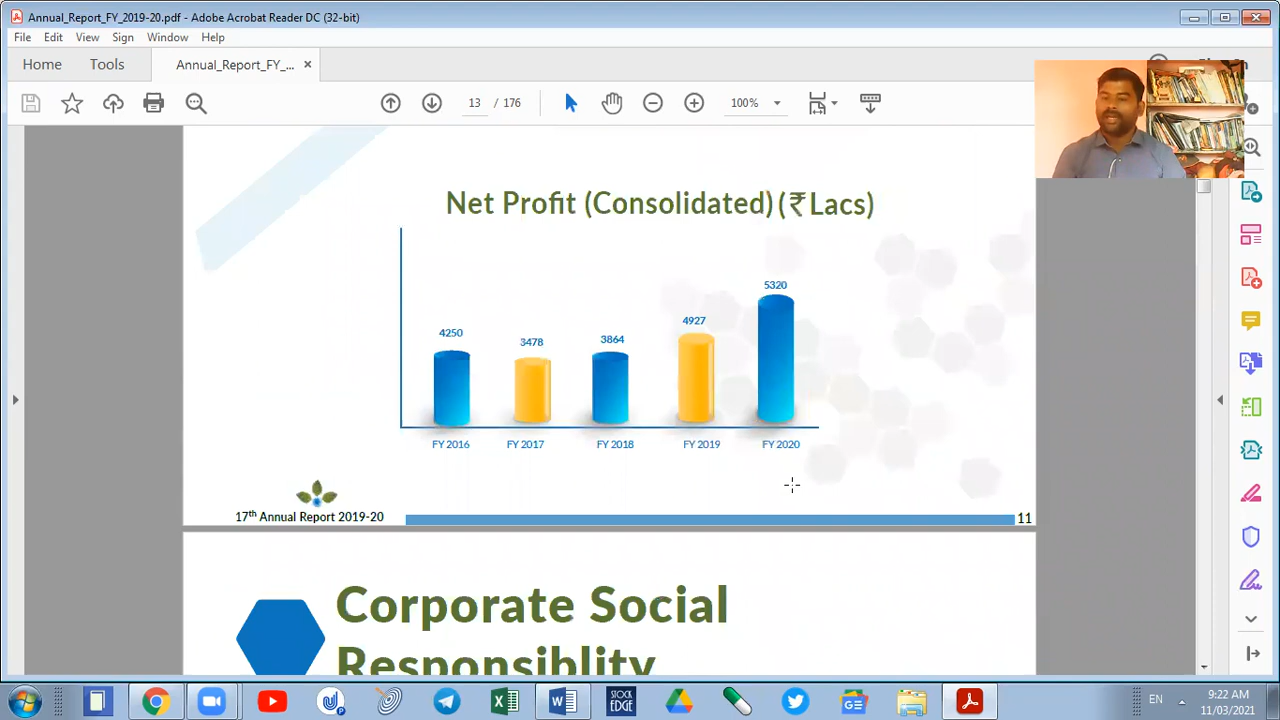 Annual_Report_FY_2019-20.pdf - Adobe Acrobat Reader DC (32-bit)
File Edit View Sign Window Help
Home Tools Annual_Report_FY_... ×
13 / 176 100%
Net Profit (Consolidated) (₹ Lacs)
5320
4927
4250
3478
3864
FY 2016 FY 2017 FY 2018 FY 2019 FY 2020
17th Annual Report 2019-20
11
Corporate Social
Responsiblity
STOCK
EDGE
EN
9:22 AM
11/03/2021